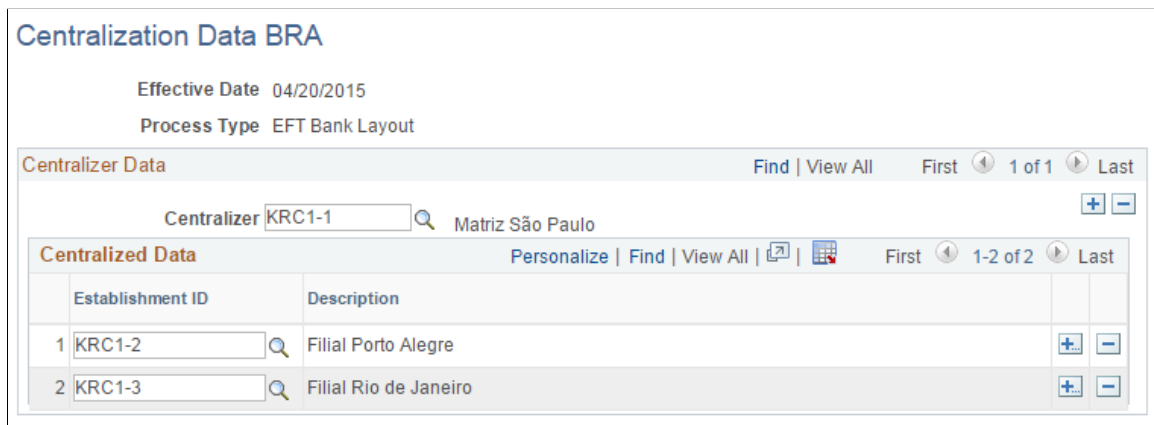 Centralization Data BRA
Effective Date 04/20/2015
Process Type EFT Bank Layout
Centralizer Data Find | View All First 1 of 1 Last
Centralizer KRC1-1 Matriz São Paulo
Centralized Data Personalize | Find | View All | | First 1-2 of 2 Last
Establishment ID Description
1 KRC1-2 Filial Porto Alegre
2 KRC1-3 Filial Rio de Janeiro